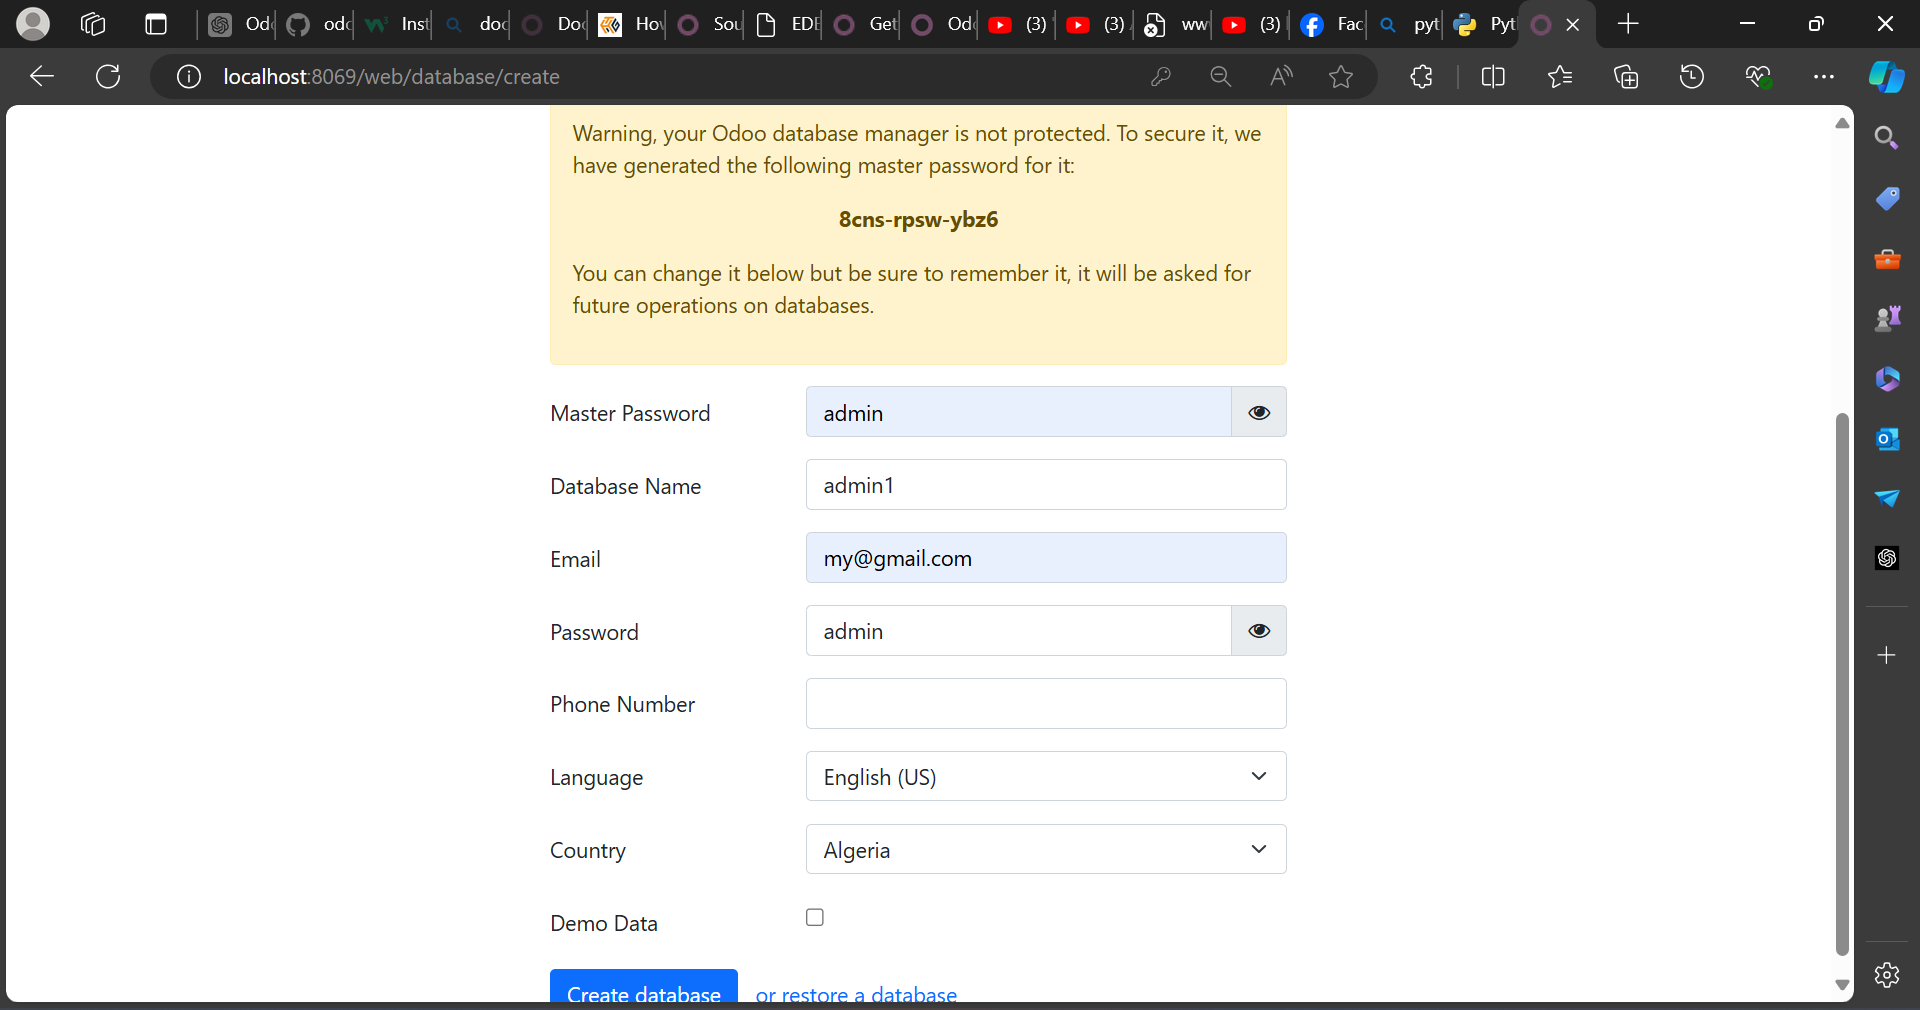 Od
odc
Inst
doc
Doc
Hov
Sou
EDI
Get
Odc
(3)
(3)
ww
(3)
Fac
pyt
Pyt
localhost:8069/web/database/create
Warning, your Odoo database manager is not protected. To secure it, we
have generated the following master password for it:
8cns-rpsw-ybz6
You can change it below but be sure to remember it, it will be asked for
future operations on databases.
Master Password
admin
Database Name
admin1
Email
my@gmail.com
Password
admin
Phone Number
Language
English (US)
Country
Algeria
Demo Data
Create database or restore a database